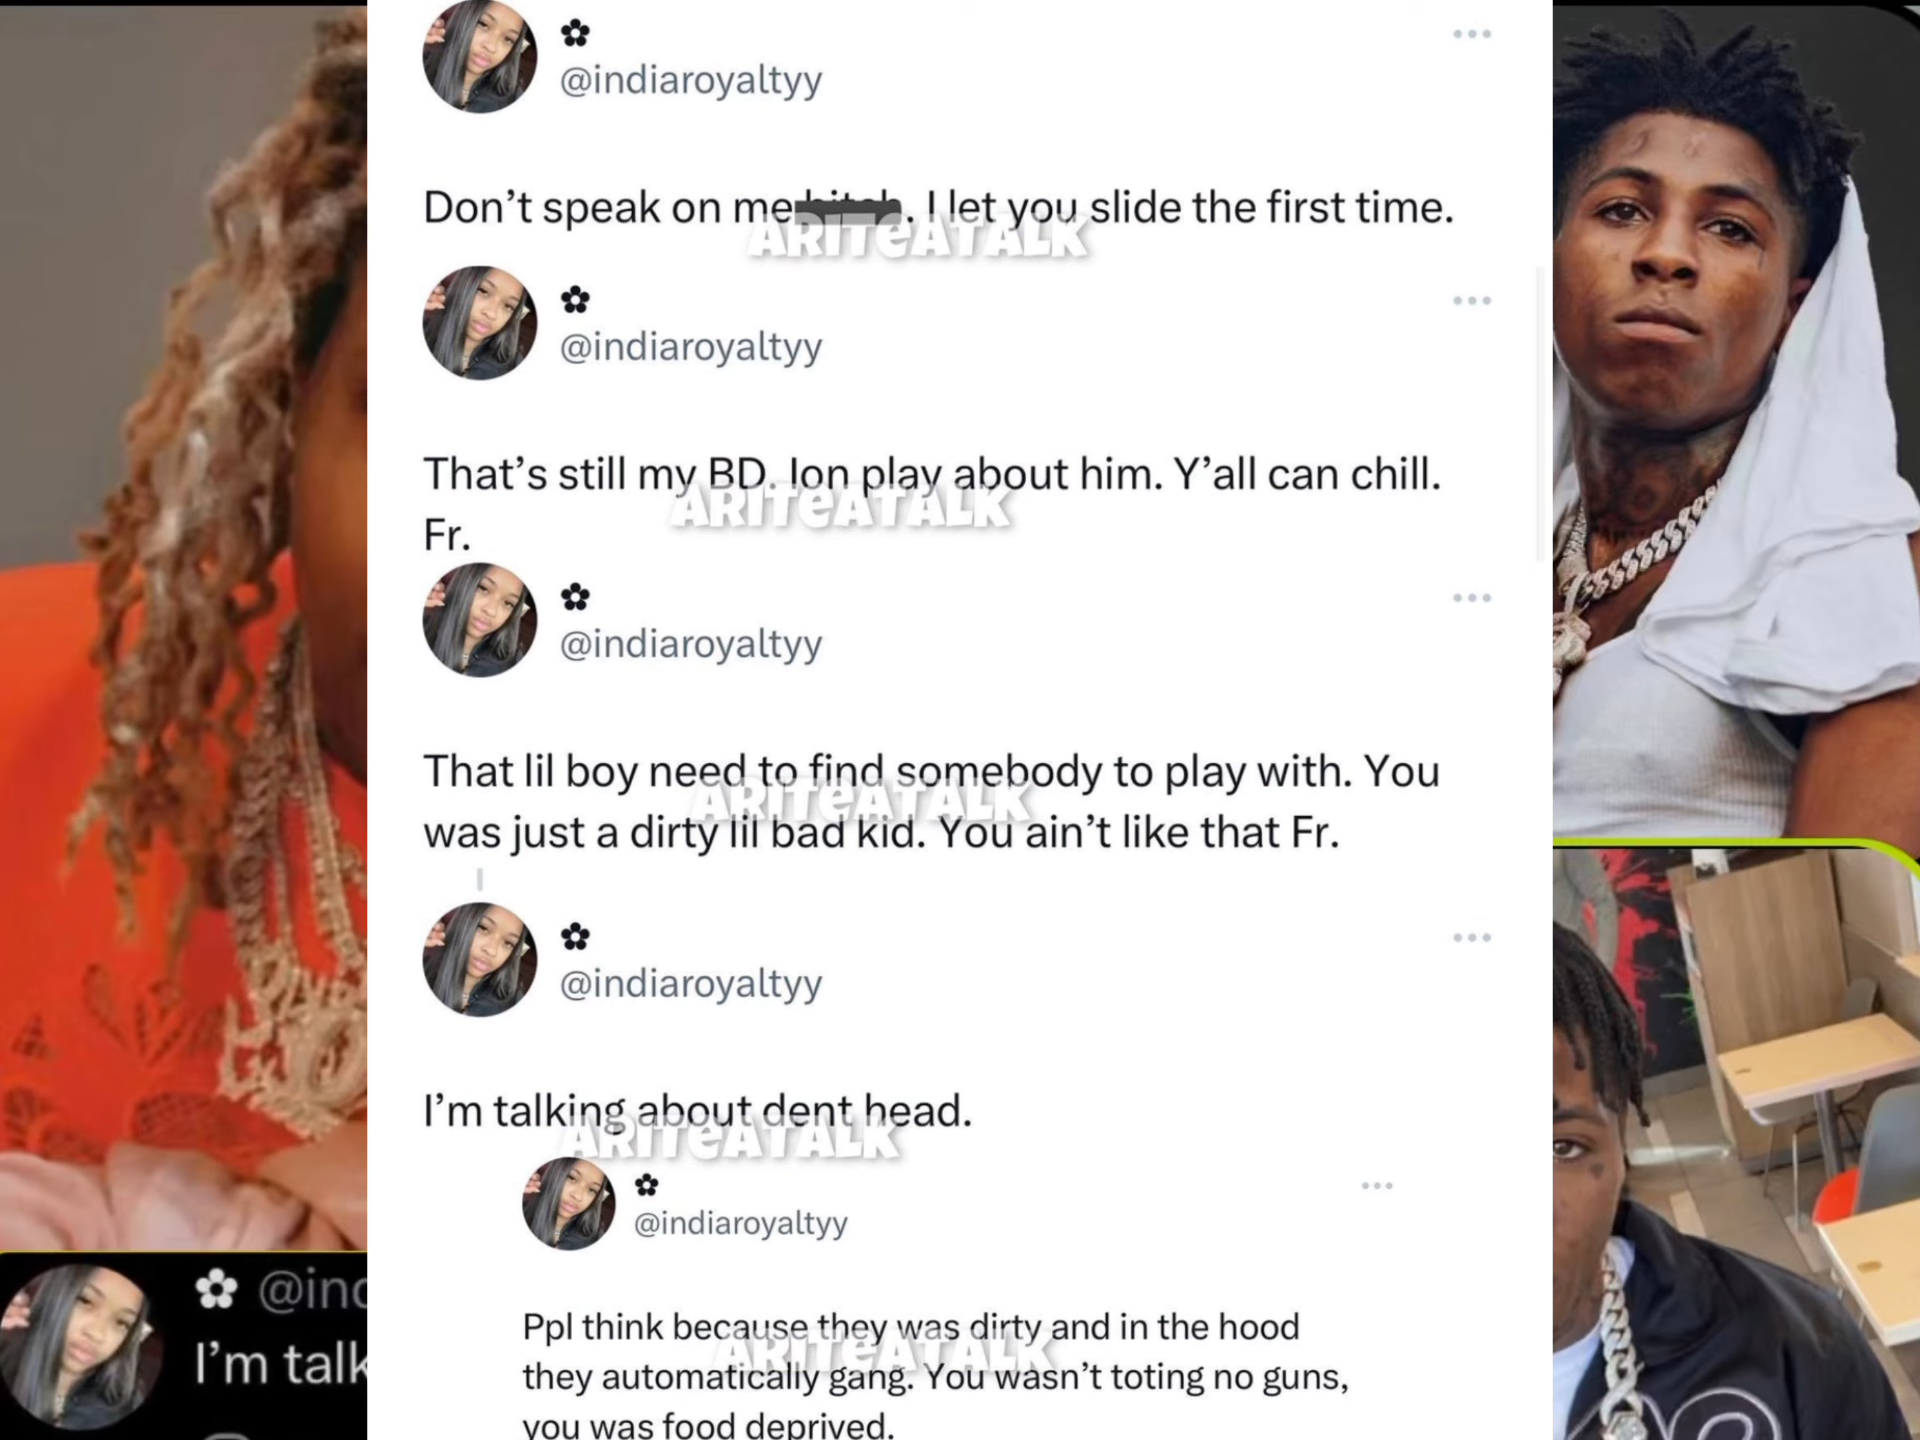 @indiaroyaltyy
Don’t speak on me bitch. I let you slide the first time.
ARITEATALK
@indiaroyaltyy
That’s still my BD. Ion play about him. Y’all can chill.
Fr.
ARITEATALK
@indiaroyaltyy
That lil boy need to find somebody to play with. You
was just a dirty lil bad kid. You ain’t like that Fr.
ARITEATALK
@indiaroyaltyy
I’m talking about dent head.
ARITEATALK
@indiaroyaltyy
Ppl think because they was dirty and in the hood
they automatically gang. You wasn’t toting no guns,
you was food deprived.
ARITEATALK
@ind
I’m talk